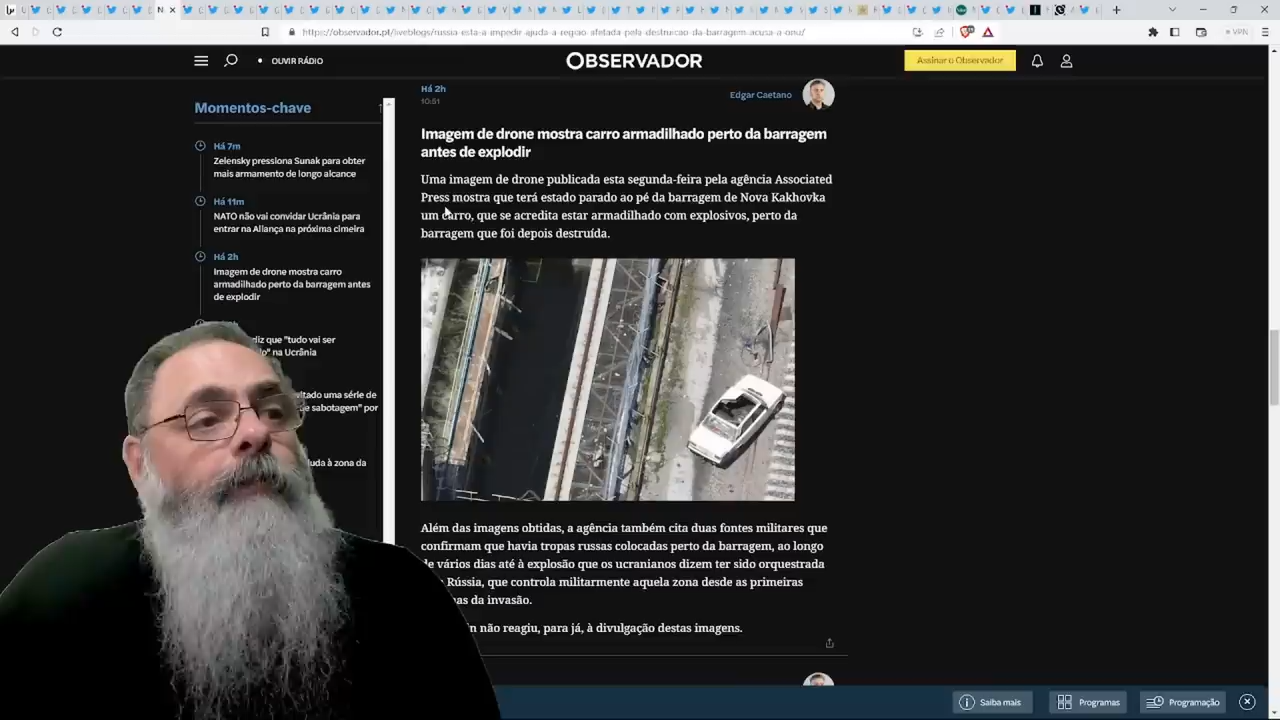 https://observador.pt/liveblogs/russia-esta-a-impedir-ajuda-a-regiao-afetada-pela-destruicao-da-barragem-acusa-a-onu/
VPN
OUVIR RÁDIO
OBSERVADOR
Assinar o Observador
Momentos-chave
Há 7m
Zelensky pressiona Sunak para obter
mais armamento de longo alcance
Há 11m
NATO não vai convidar Ucrânia para
entrar na Aliança na próxima cimeira
Há 2h
Imagem de drone mostra carro
armadilhado perto da barragem antes
de explodir
diz que "tudo vai ser
Ucrânia
uma série de
sabotagem" por
à zona da
Há 2h
10:51
Edgar Caetano
Imagem de drone mostra carro armadilhado perto da barragem
antes de explodir
Uma imagem de drone publicada esta segunda-feira pela agência Associated
Press mostra que terá estado parado ao pé da barragem de Nova Kakhovka
um carro, que se acredita estar armadilhado com explosivos, perto da
barragem que foi depois destruída.
Além das imagens obtidas, a agência também cita duas fontes militares que
confirmam que havia tropas russas colocadas perto da barragem, ao longo
de vários dias até à explosão que os ucranianos dizem ter sido orquestrada
Rússia, que controla militarmente aquela zona desde as primeiras
da invasão.
não reagiu, para já, à divulgação destas imagens.
Saiba mais
Programas
Programação